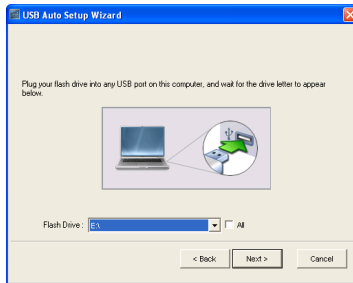 USB Auto Setup Wizard
Plug your flash drive into any USB port on this computer, and wait for the drive letter to appear
below.
Flash Drive : E:\ All
< Back Next > Cancel